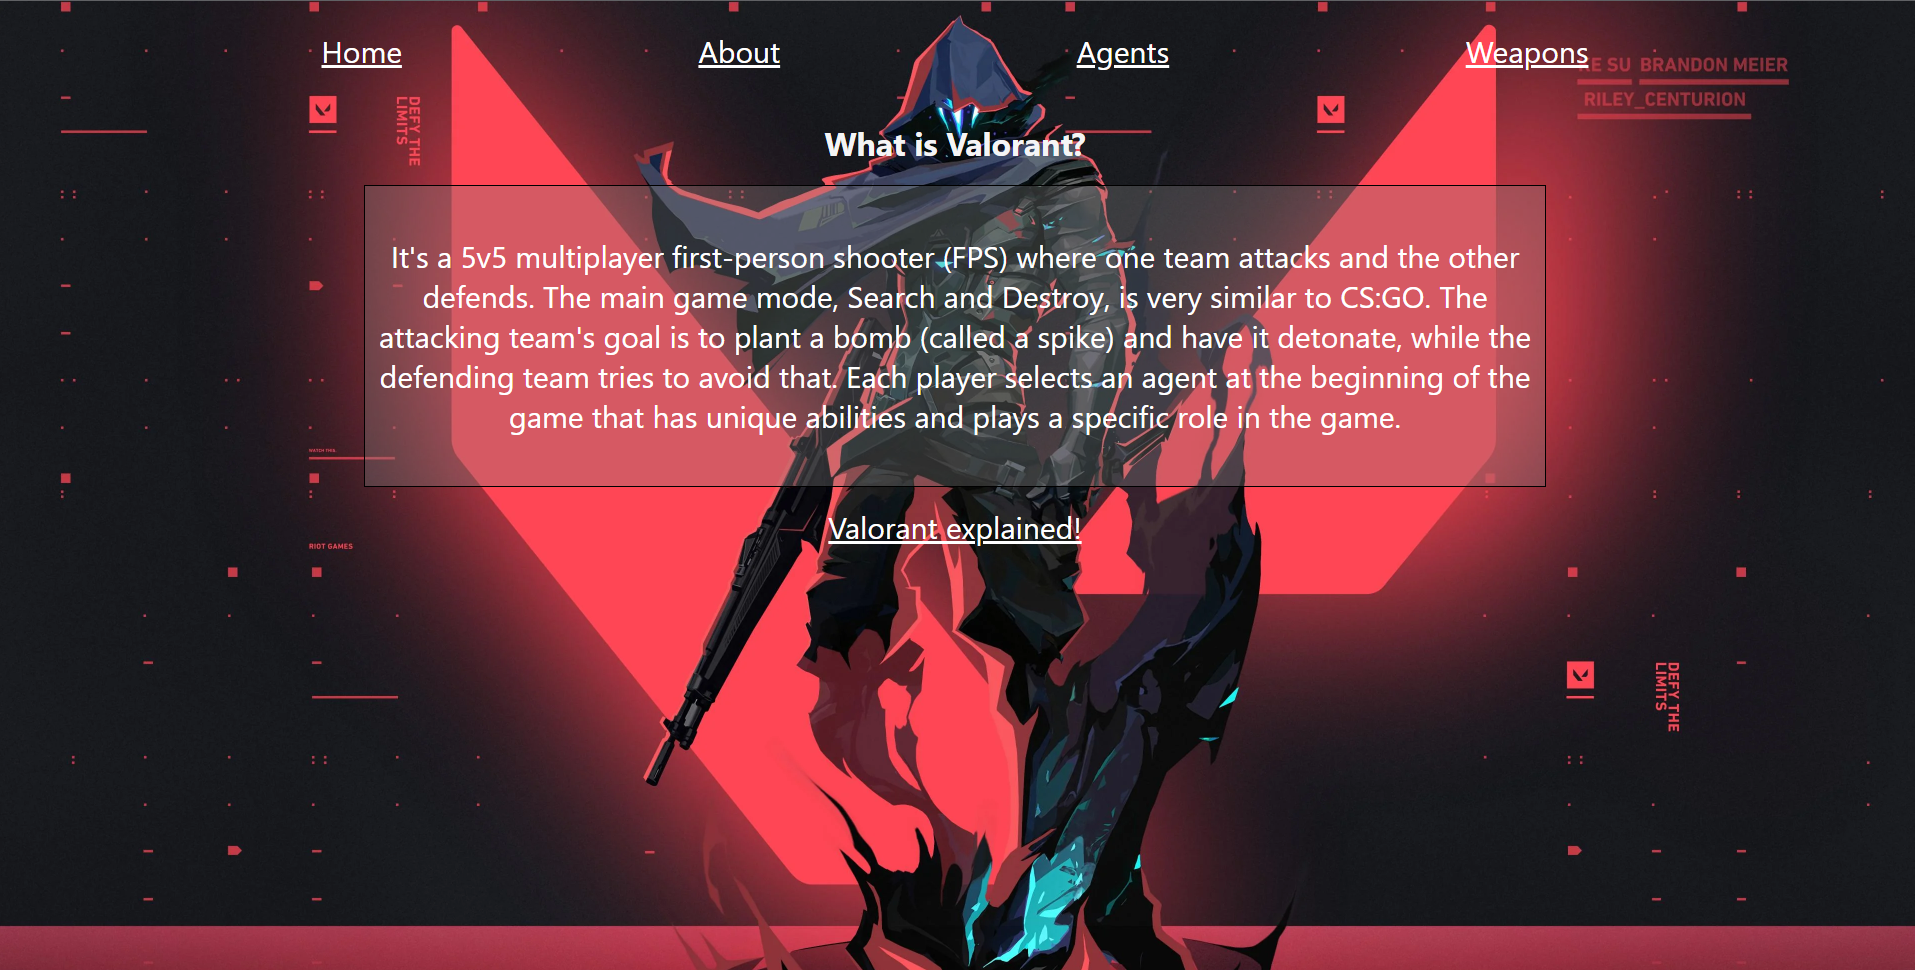 Home
About
Agents
Weapons
SU BRANDON MEIER
RILEY_CENTURION
DEFY THE
LIMITS
What is Valorant?
It's a 5v5 multiplayer first-person shooter (FPS) where one team attacks and the other
defends. The main game mode, Search and Destroy, is very similar to CS:GO. The
attacking team's goal is to plant a bomb (called a spike) and have it detonate, while the
defending team tries to avoid that. Each player selects an agent at the beginning of the
game that has unique abilities and plays a specific role in the game.
WATCH THIS
Valorant explained!
RIOT GAMES
DEFY THE
LIMITS